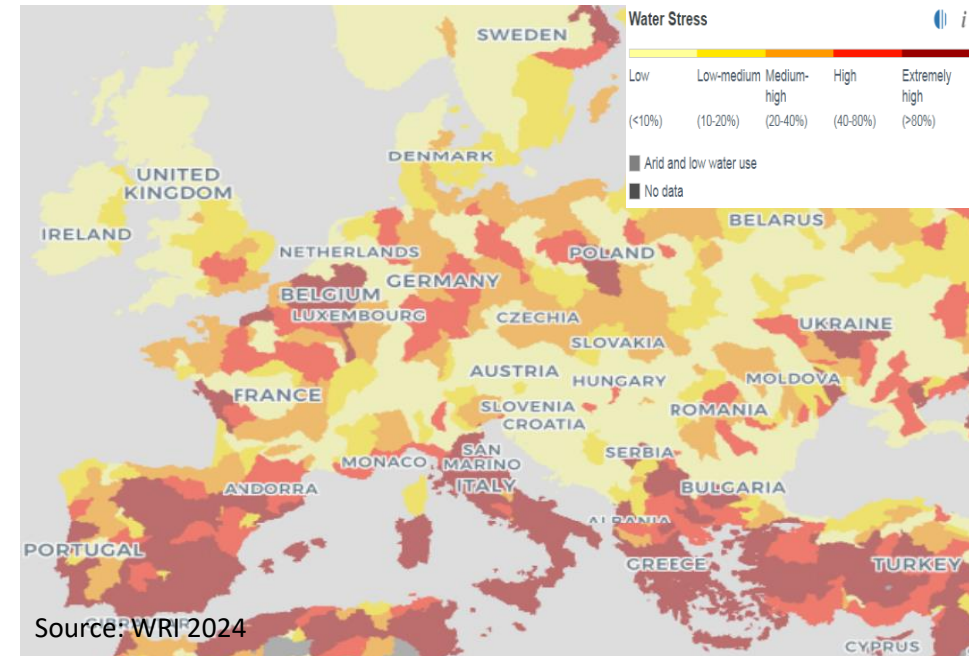 Water Stress
i
Low
Low-medium
Medium-
high
High
Extremely
high
(<10%)
(10-20%)
(20-40%)
(40-80%)
(>80%)
Arid and low water use
No data
SWEDEN
DENMARK
UNITED
KINGDOM
IRELAND
BELARUS
NETHERLANDS
POLAND
GERMANY
BELGIUM
LUXEMBOURG
CZECHIA
UKRAINE
SLOVAKIA
AUSTRIA
HUNGARY
MOLDOVA
FRANCE
SLOVENIA
ROMANIA
CROATIA
SAN
MARINO
SERBIA
MONACO
ITALY
ANDORRA
BULGARIA
ALBANIA
PORTUGAL
GREECE
TURKEY
GIBRALTAR
Source: WRI 2024
CYPRUS